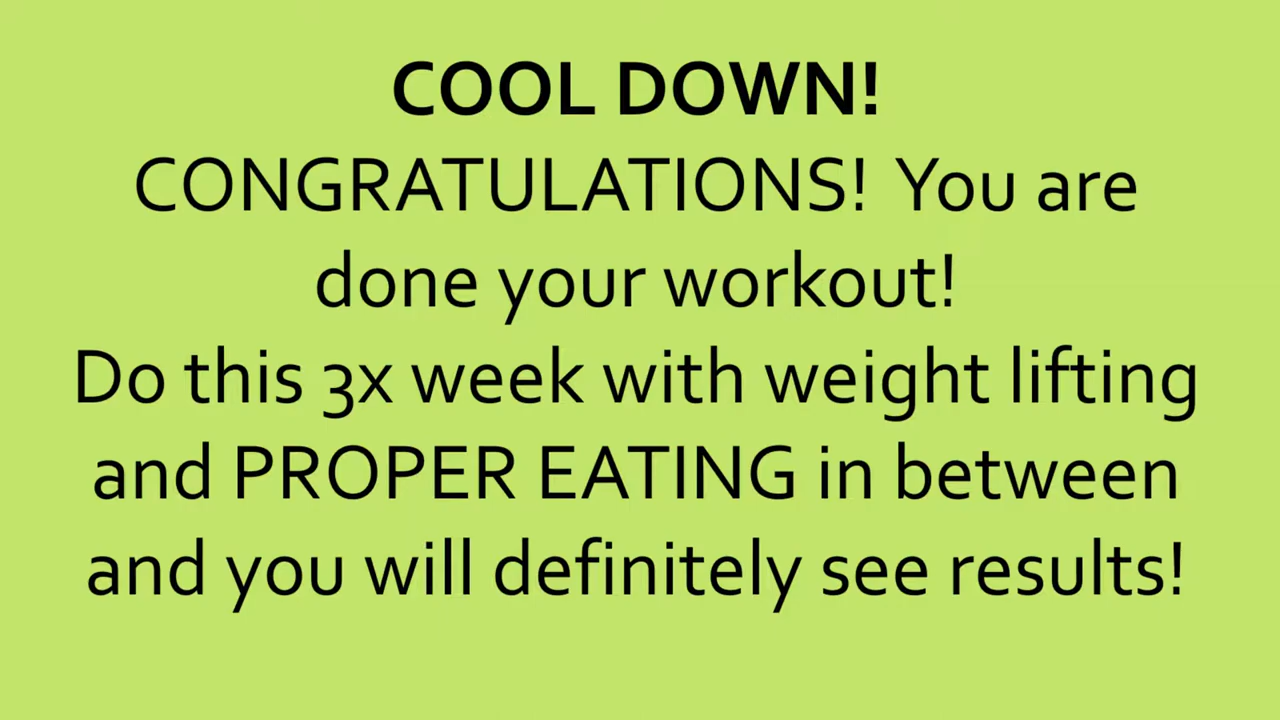 COOL DOWN!
CONGRATULATIONS!  You are
done your workout!
Do this 3x week with weight lifting
and PROPER EATING in between
and you will definitely see results!